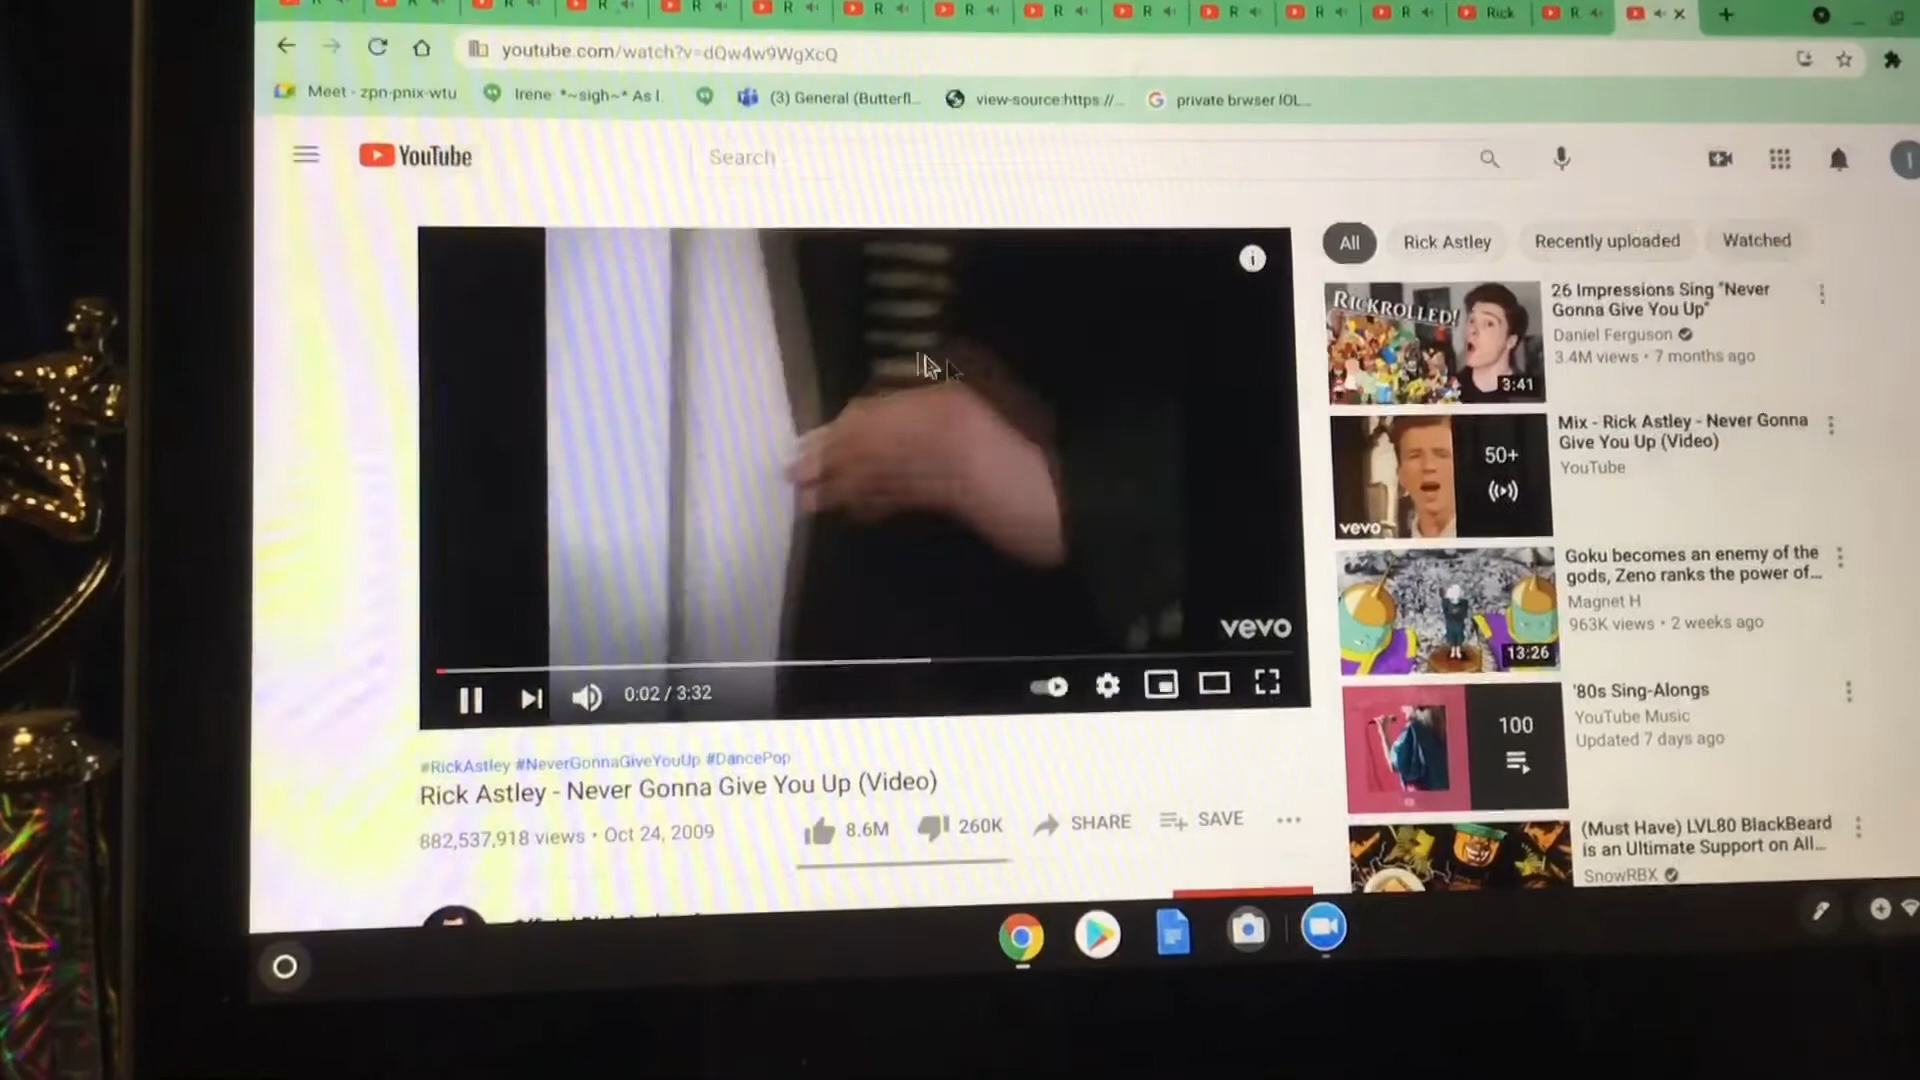 R R R R R R R R R R R R R Rick R
youtube.com/watch?v=dQw4w9WgXcQ
Meet - zpn-pnix-wtu
Irene *~sigh~* As I.
(3) General (Butterfl...
view-source:https://...
private brwser lOL...
YouTube
Search
All
Rick Astley
Recently uploaded
Watched
RICKROLLED!
3:41
26 Impressions Sing "Never
Gonna Give You Up"
Daniel Ferguson
3.4M views • 7 months ago
vevo
50+
Mix - Rick Astley - Never Gonna
Give You Up (Video)
YouTube
13:26
Goku becomes an enemy of the
gods, Zeno ranks the power of...
Magnet H
963K views • 2 weeks ago
100
'80s Sing-Alongs
YouTube Music
Updated 7 days ago
(Must Have) LVL80 BlackBeard
is an Ultimate Support on All...
SnowRBX
vevo
0:02 / 3:32
#RickAstley #NeverGonnaGiveYouUp #DancePop
Rick Astley - Never Gonna Give You Up (Video)
882,537,918 views • Oct 24, 2009
8.6M
260K
SHARE
SAVE